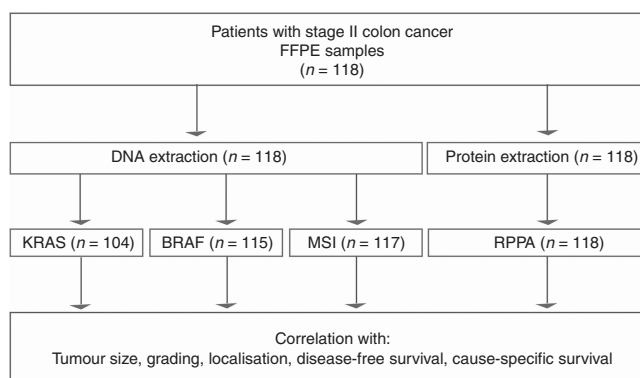 Patients with stage II colon cancer
FFPE samples
(n = 118)
DNA extraction (n = 118)
Protein extraction (n = 118)
KRAS (n = 104)
BRAF (n = 115)
MSI (n = 117)
RPPA (n = 118)
Correlation with:
Tumour size, grading, localisation, disease-free survival, cause-specific survival